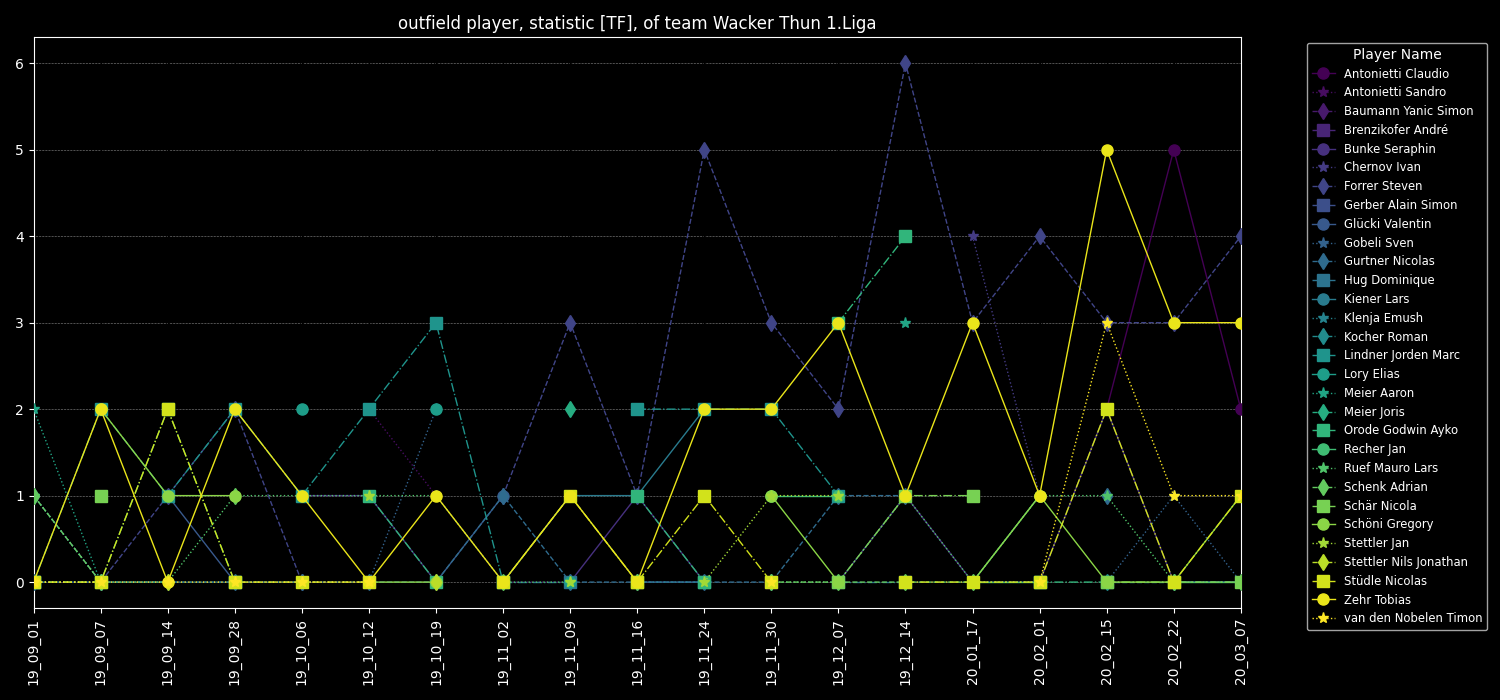 outfield player, statistic [TF], of team Wacker Thun 1.Liga
6
5
4
3
2
1
0
19_09_01
19_09_07
19_09_14
19_09_28
19_10_06
19_10_12
19_10_19
19_11_02
19_11_09
19_11_16
19_11_24
19_11_30
19_12_07
19_12_14
20_01_17
20_02_01
20_02_15
20_02_22
20_03_07
Player Name
Antonietti Claudio
Antonietti Sandro
Baumann Yanic Simon
Brenzikofer André
Bunke Seraphin
Chernov Ivan
Forrer Steven
Gerber Alain Simon
Glücki Valentin
Gobeli Sven
Gurtner Nicolas
Hug Dominique
Kiener Lars
Klenja Emush
Kocher Roman
Lindner Jorden Marc
Lory Elias
Meier Aaron
Meier Joris
Orode Godwin Ayko
Recher Jan
Ruef Mauro Lars
Schenk Adrian
Schär Nicola
Schöni Gregory
Stettler Jan
Stettler Nils Jonathan
Stüdle Nicolas
Zehr Tobias
van den Nobelen Timon